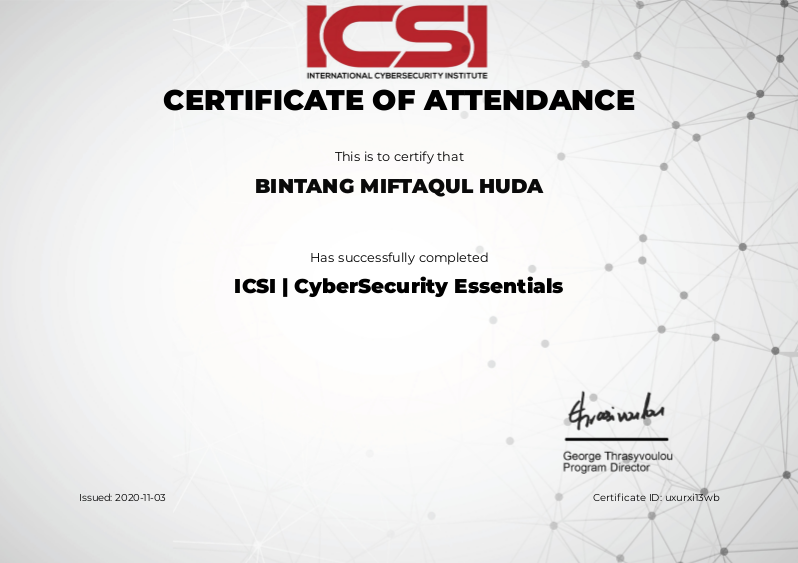 ICSI
INTERNATIONAL CYBERSECURITY INSTITUTE
CERTIFICATE OF ATTENDANCE
This is to certify that
BINTANG MIFTAQUL HUDA
Has successfully completed
ICSI | CyberSecurity Essentials
George Thrasyvoulou
Program Director
Issued: 2020-11-03
Certificate ID: uxurxi13wb